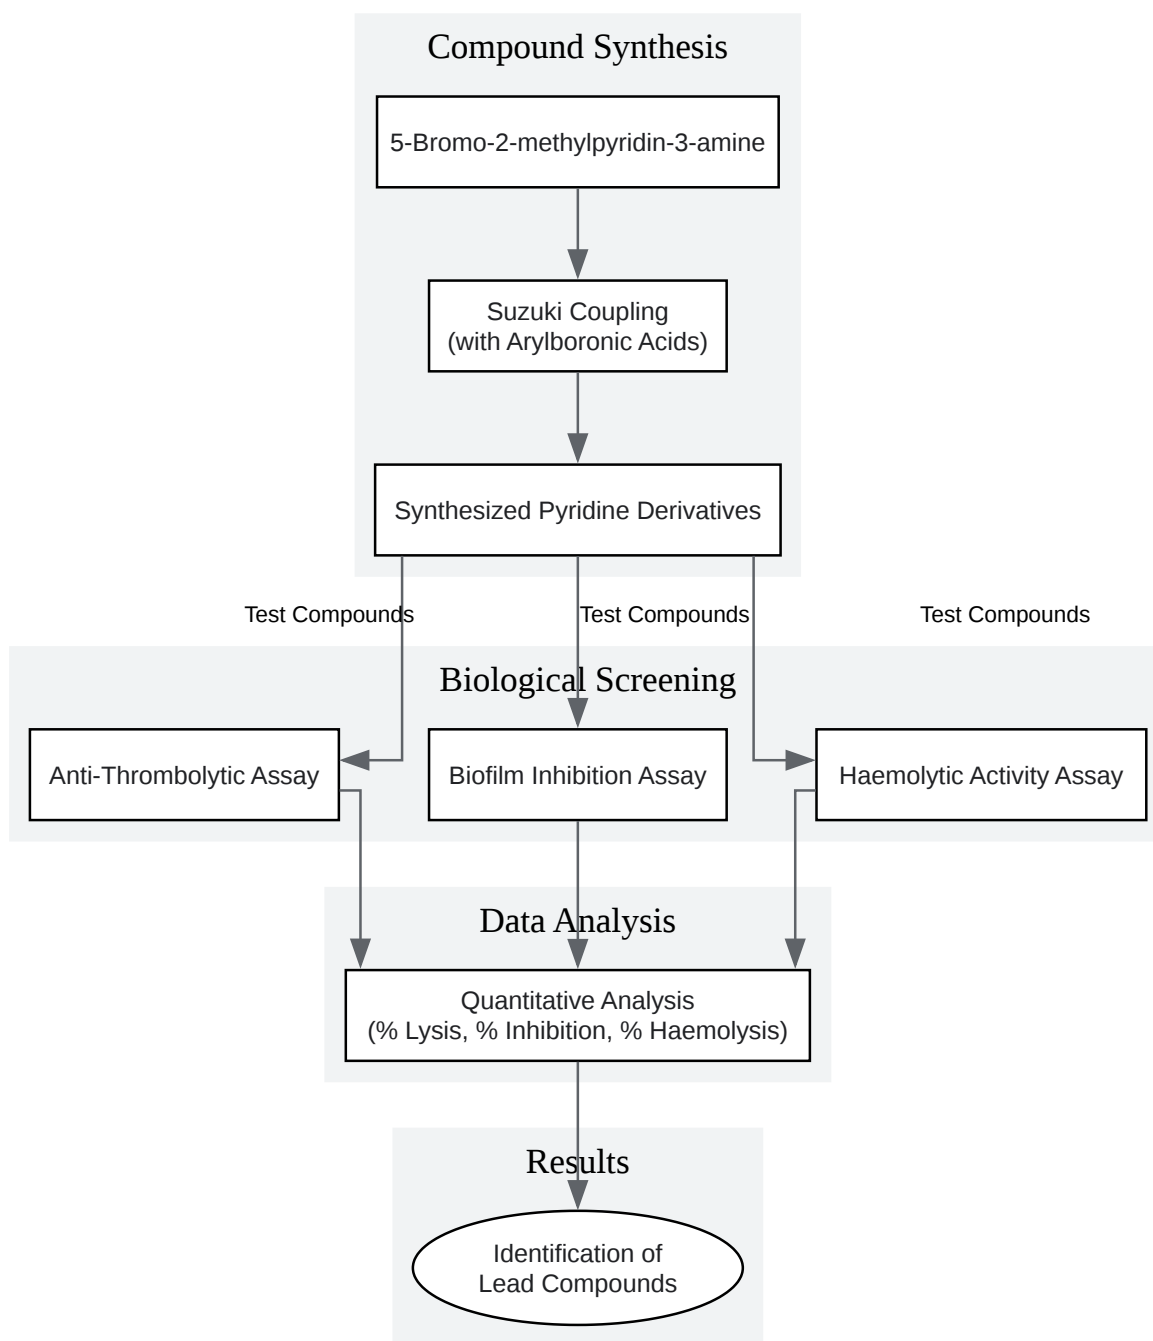 Compound Synthesis
5-Bromo-2-methylpyridin-3-amine
Suzuki Coupling
(with Arylboronic Acids)
Synthesized Pyridine Derivatives
Test Compounds
Test Compounds
Test Compounds
Biological Screening
Anti-Thrombolytic Assay
Biofilm Inhibition Assay
Haemolytic Activity Assay
Data Analysis
Quantitative Analysis
(% Lysis, % Inhibition, % Haemolysis)
Results
Identification of
Lead Compounds